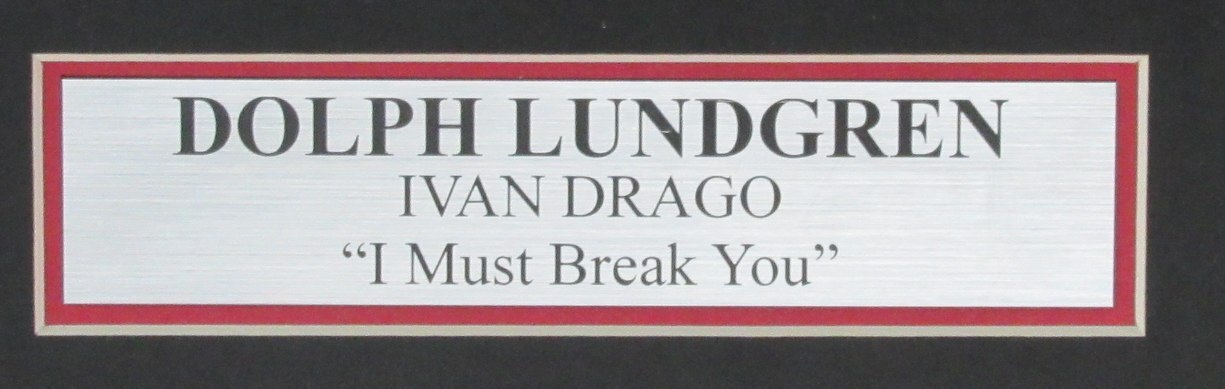 DOLPH LUNDGREN
IVAN DRAGO
“I Must Break You”